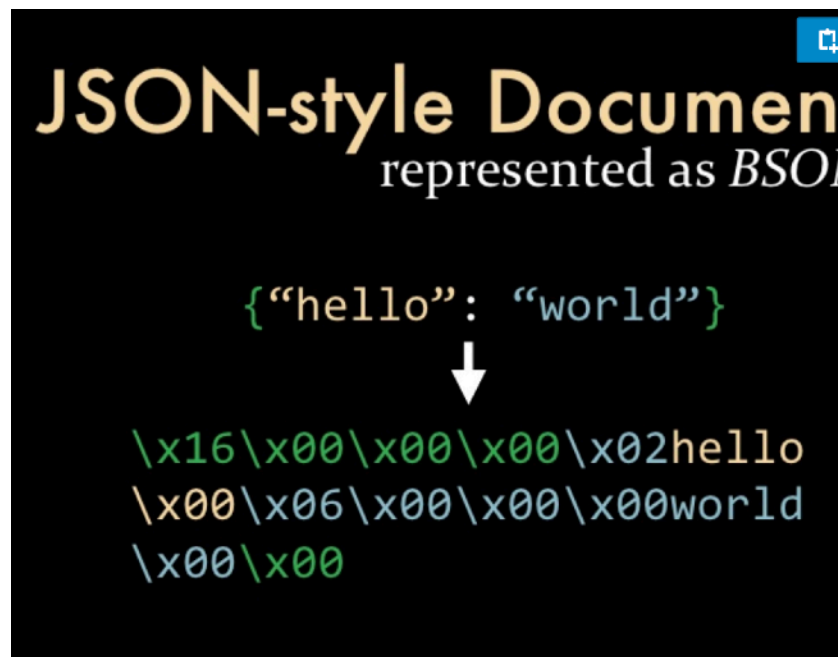 JSON-style Documen
represented as BSO
{“hello”: “world”}
\x16\x00\x00\x00\x02hello
\x00\x06\x00\x00\x00world
\x00\x00